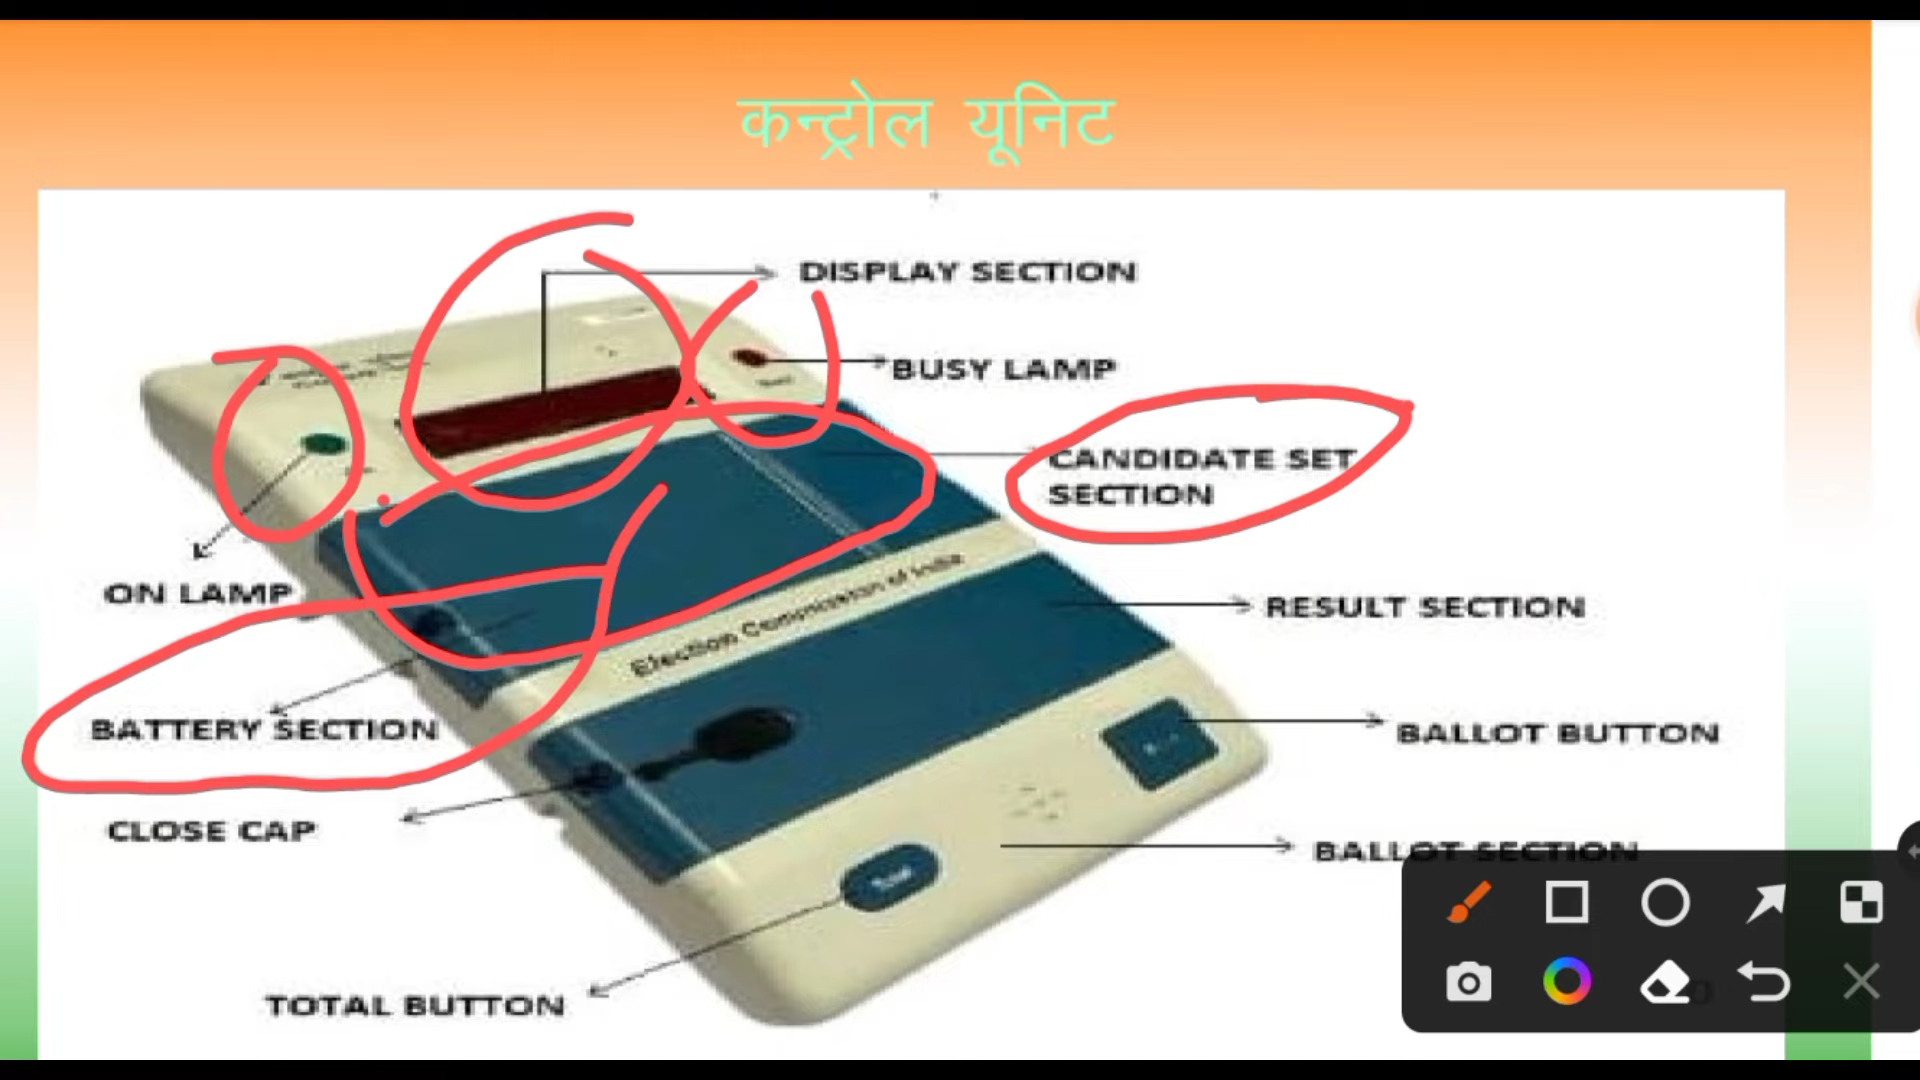 कन्ट्रोल यूनिट
DISPLAY SECTION
BUSY LAMP
CANDIDATE SET
SECTION
ON LAMP
Election Commission of India
RESULT SECTION
BATTERY SECTION
BALLOT BUTTON
CLOSE CAP
BALLOT SECTION
Total
TOTAL BUTTON